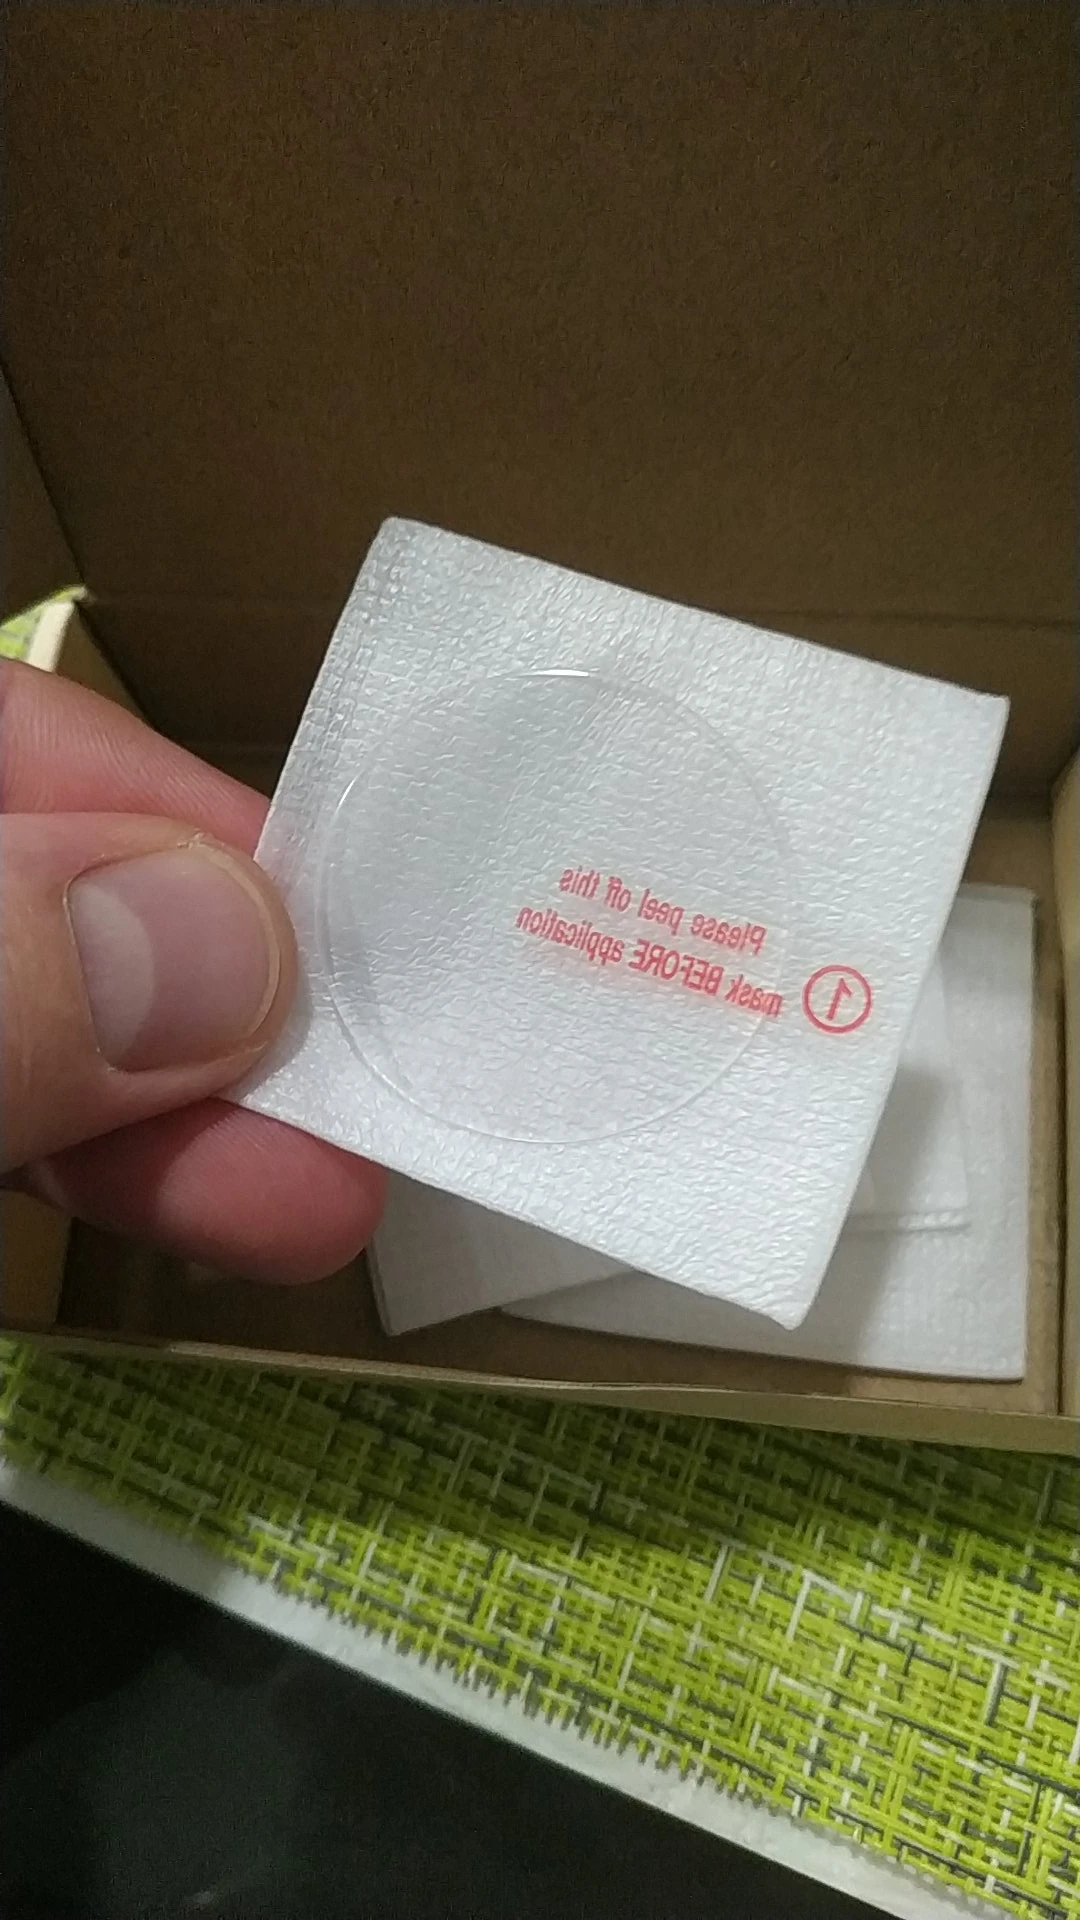 Please peel off this
mask BEFORE application
1